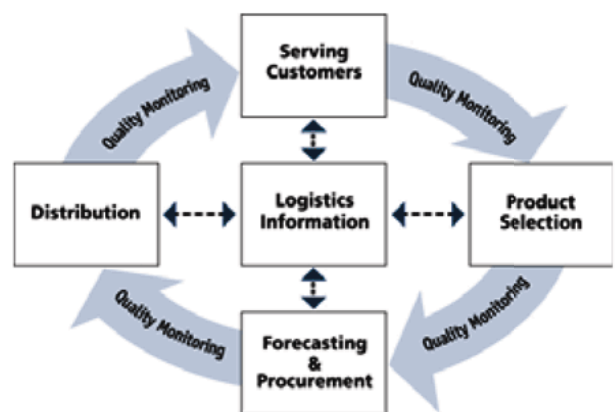 Serving
Customers
Quality Monitoring
Quality Monitoring
Distribution
Logistics
Information
Product
Selection
Quality Monitoring
Quality Monitoring
Forecasting
&
Procurement